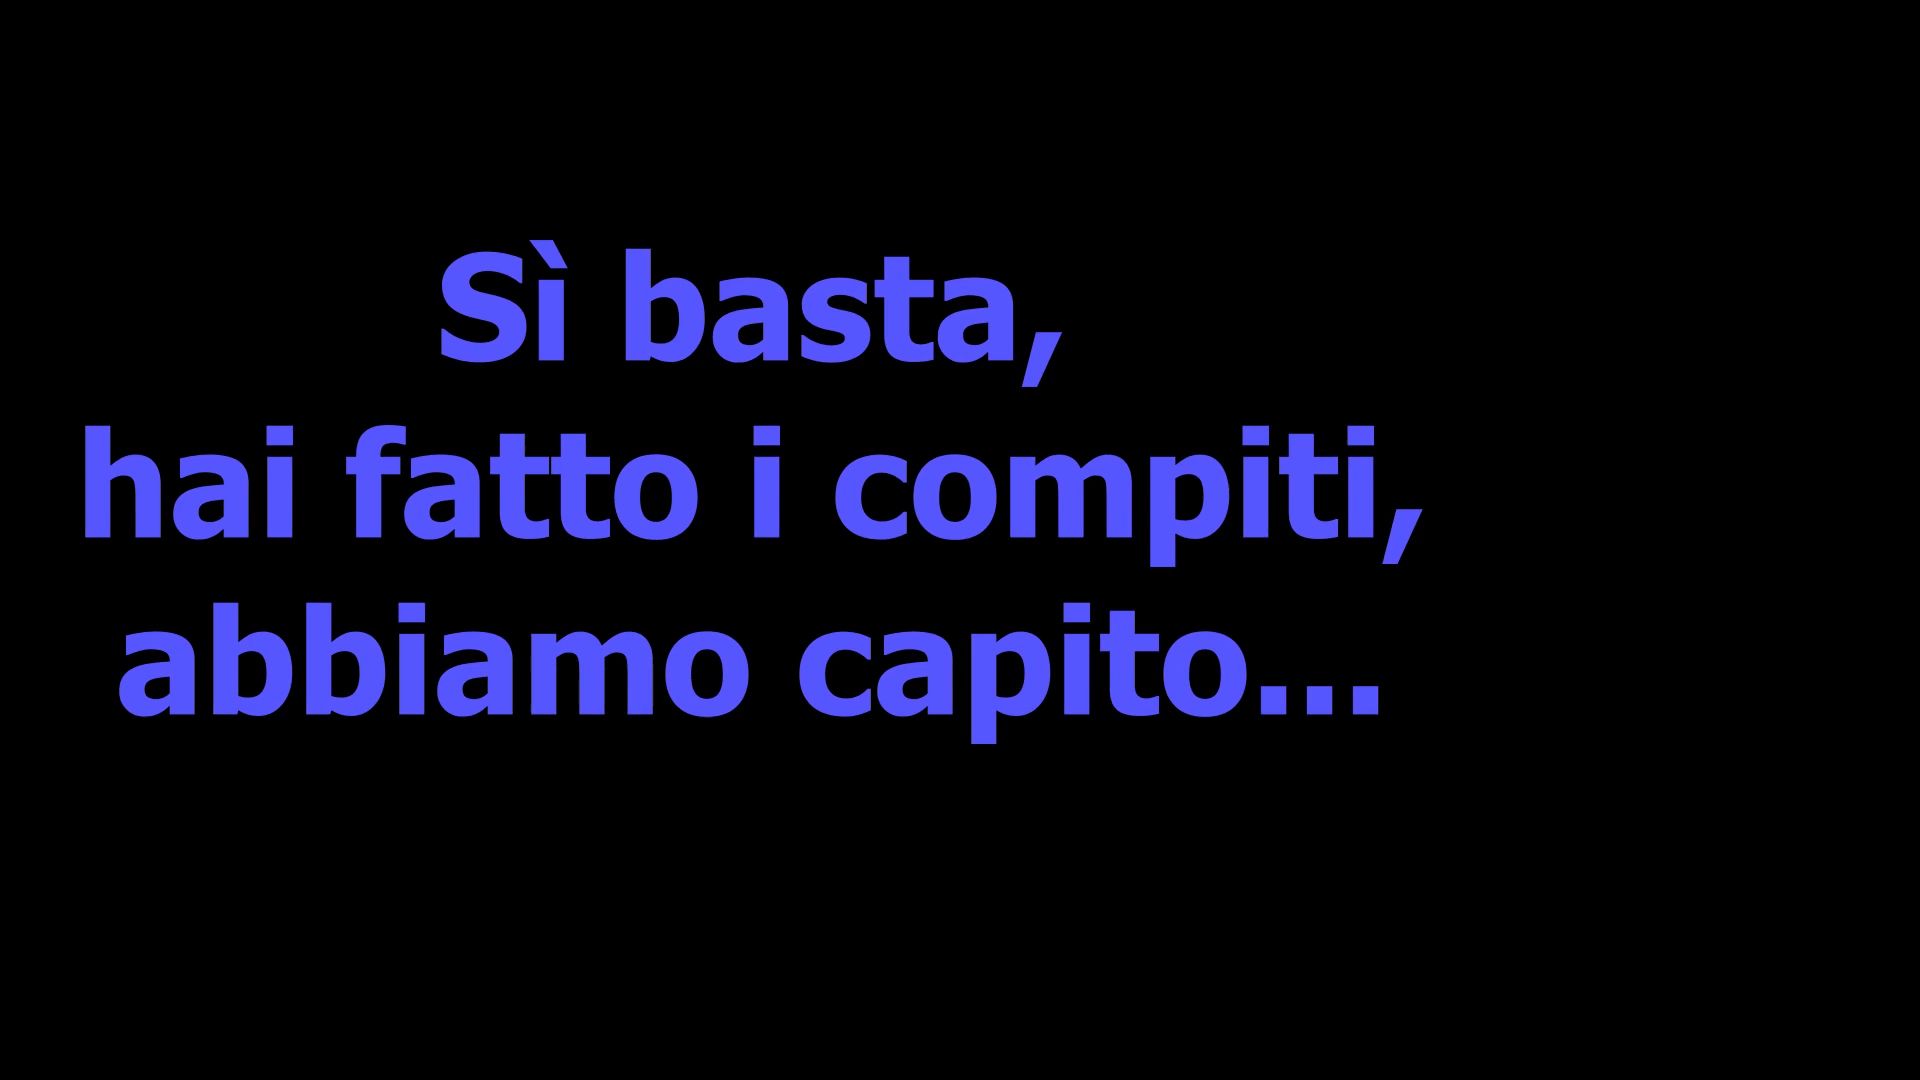 Sì basta,
hai fatto i compiti,
abbiamo capito...